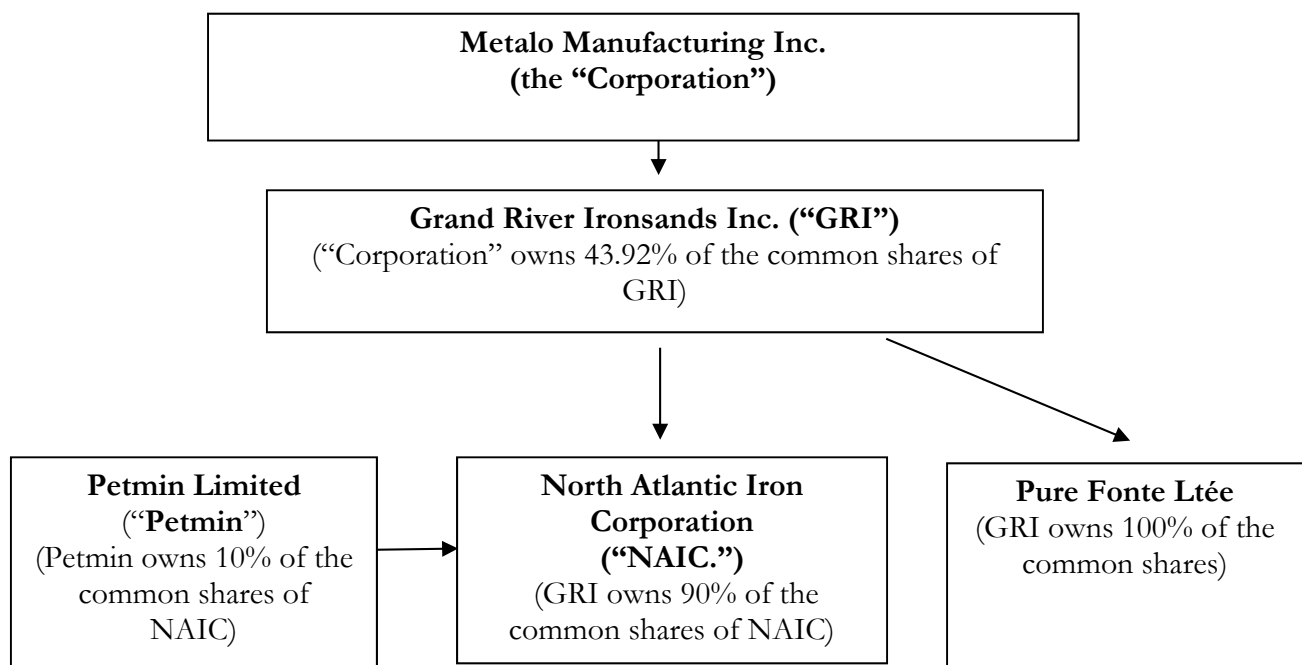 Metalo Manufacturing Inc.
(the “Corporation”)
Grand River Ironsands Inc. (“GRI”)
(“Corporation” owns 43.92% of the common shares of
GRI)
Petmin Limited
(“Petmin”)
(Petmin owns 10% of the
common shares of
NAIC)
North Atlantic Iron
Corporation
(“NAIC.”)
(GRI owns 90% of the
common shares of NAIC)
Pure Fonte Ltée
(GRI owns 100% of the
common shares)